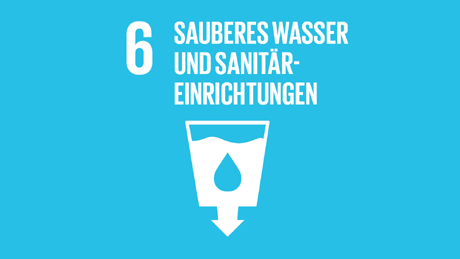 6 SAUBERES WASSER
UND SANITÄR-
EINRICHTUNGEN